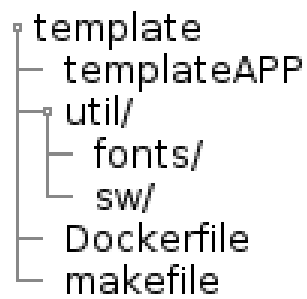 template
templateAPP
util/
fonts/
sw/
Dockerfile
makefile